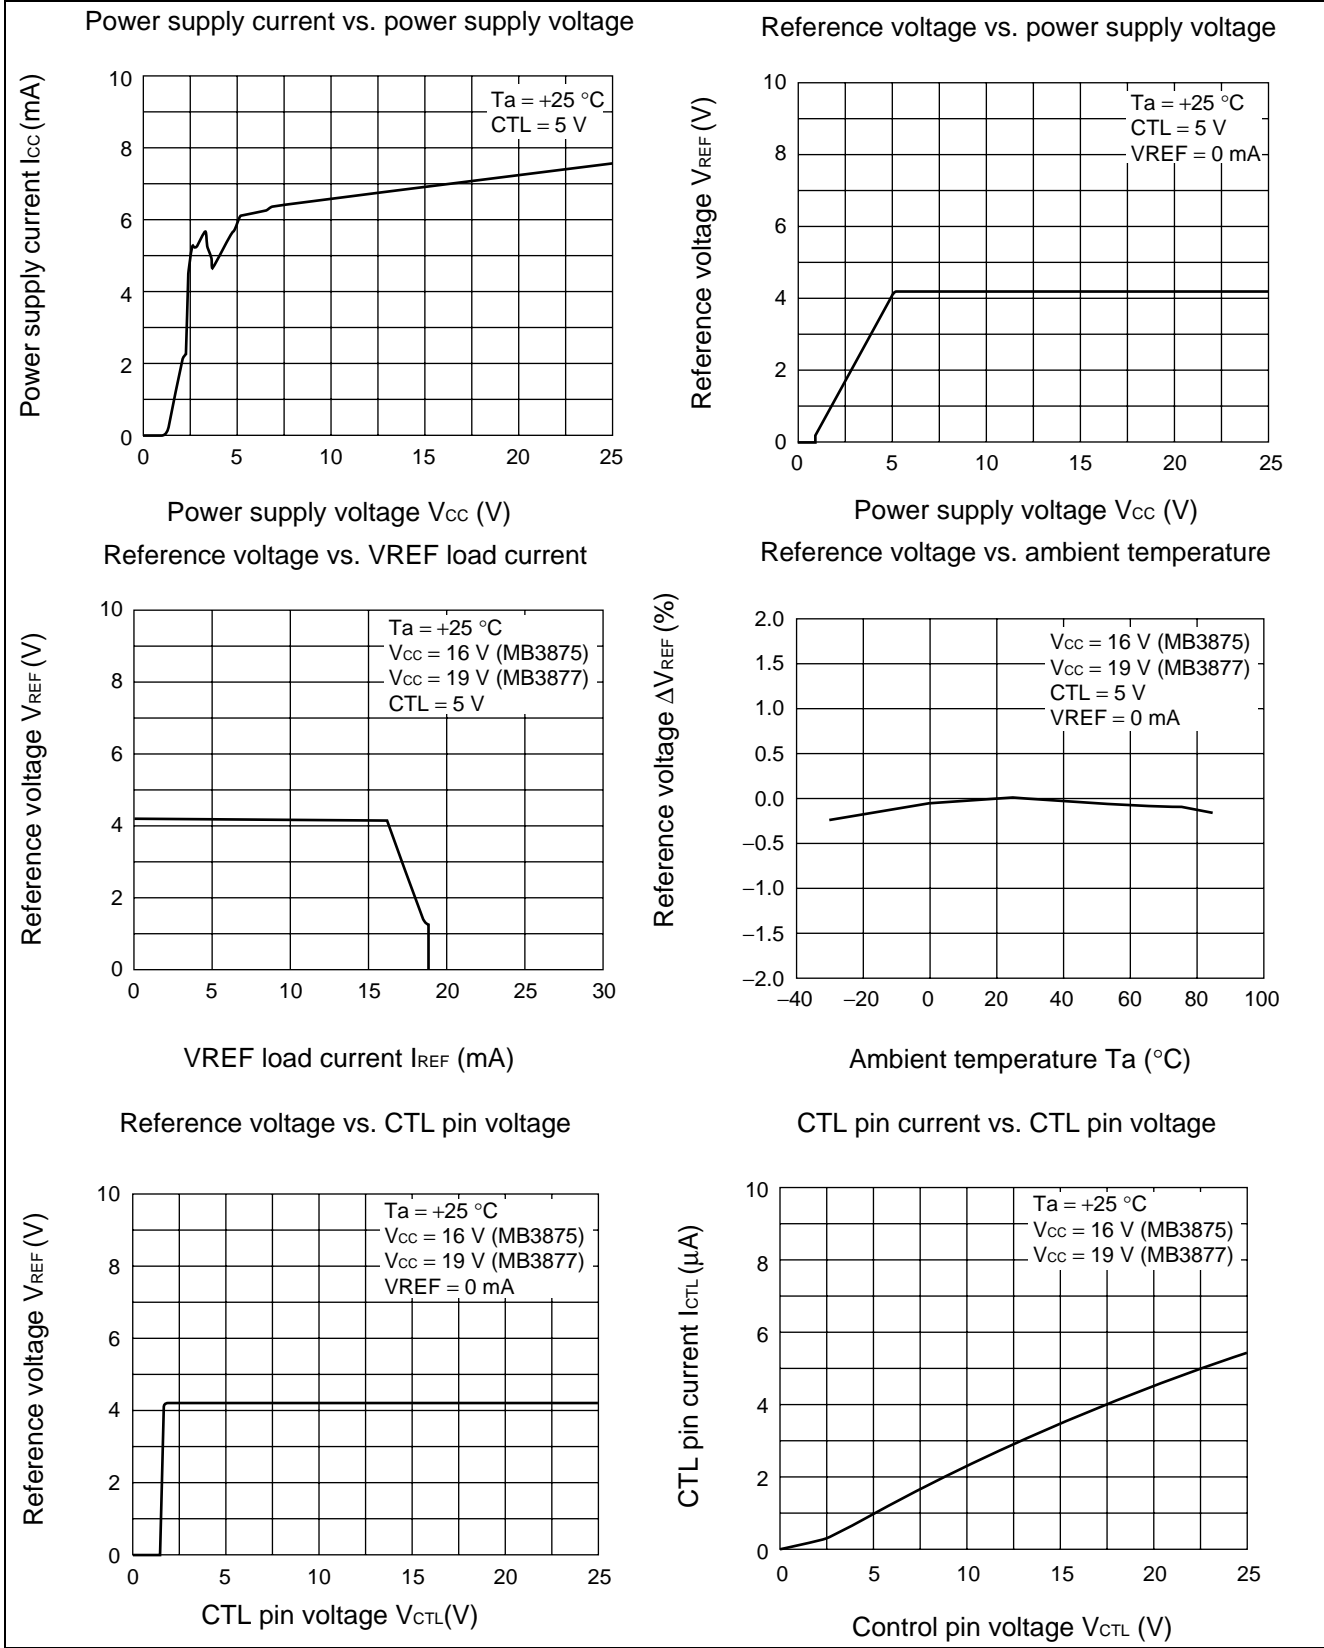 Power supply current vs. power supply voltage
Power supply current ICC (mA)
10
8
6
4
2
0
Ta = +25 °C
CTL = 5 V
0 5 10 15 20 25
Power supply voltage VCC (V)
Reference voltage vs. power supply voltage
Reference voltage VREF (V)
10
8
6
4
2
0
Ta = +25 °C
CTL = 5 V
VREF = 0 mA
0 5 10 15 20 25
Power supply voltage VCC (V)
Reference voltage vs. VREF load current
Reference voltage VREF (V)
10
8
6
4
2
0
Ta = +25 °C
VCC = 16 V (MB3875)
VCC = 19 V (MB3877)
CTL = 5 V
0 5 10 15 20 25 30
VREF load current IREF (mA)
Reference voltage vs. ambient temperature
Reference voltage ΔVREF (%)
2.0
1.5
1.0
0.5
0.0
−0.5
−1.0
−1.5
−2.0
VCC = 16 V (MB3875)
VCC = 19 V (MB3877)
CTL = 5 V
VREF = 0 mA
−40 −20 0 20 40 60 80 100
Ambient temperature Ta (°C)
Reference voltage vs. CTL pin voltage
Reference voltage VREF (V)
10
8
6
4
2
0
Ta = +25 °C
VCC = 16 V (MB3875)
VCC = 19 V (MB3877)
VREF = 0 mA
0 5 10 15 20 25
CTL pin voltage VCTL(V)
CTL pin current vs. CTL pin voltage
CTL pin current ICTL (µA)
10
8
6
4
2
0
Ta = +25 °C
VCC = 16 V (MB3875)
VCC = 19 V (MB3877)
0 5 10 15 20 25
Control pin voltage VCTL (V)